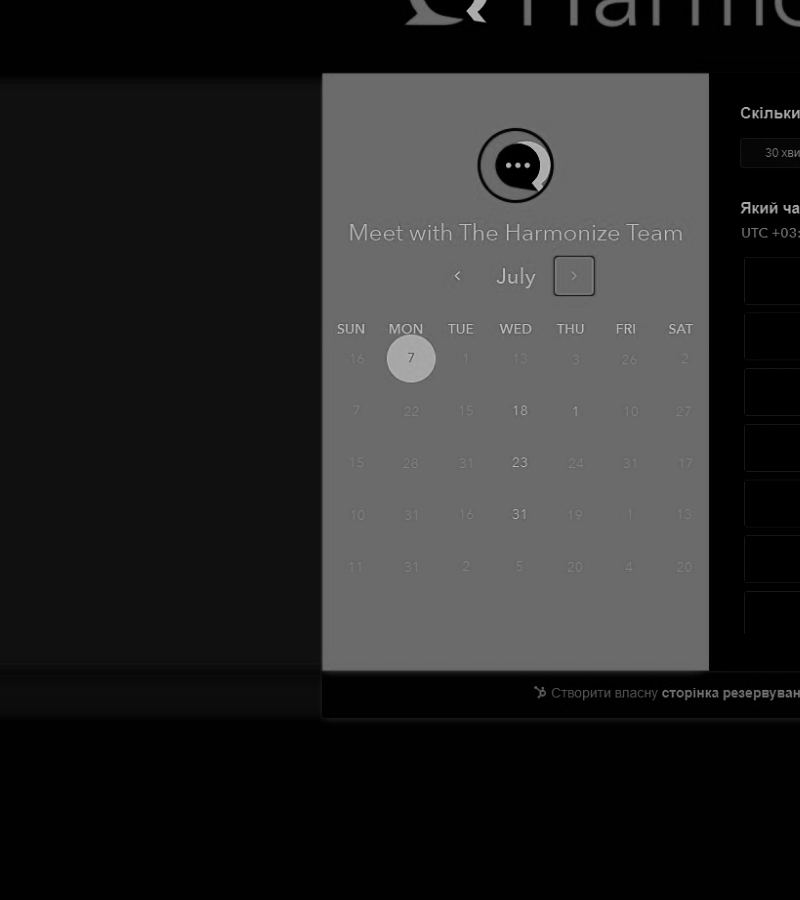 Harmo
Meet with The Harmonize Team
July
SUN MON TUE WED THU FRI SAT
16 7 1 13 3 26 2
7 22 15 18 1 10 27
15 28 31 23 24 31 17
10 31 16 31 19 1 13
11 31 2 5 20 4 20
Скільки
30 хви
Який ча
UTC +03:
Створити власну сторінка резервуван